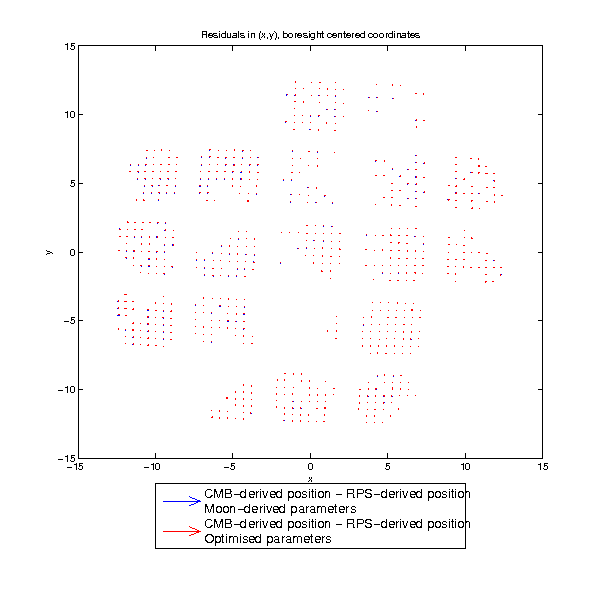 Residuals in (x,y), boresight centered coordinates
15
10
5
0
−5
−10
−15
y
−15 −10 −5 0 5 10 15
x
CMB−derived position − RPS−derived position
Moon−derived parameters
CMB−derived position − RPS−derived position
Optimised parameters